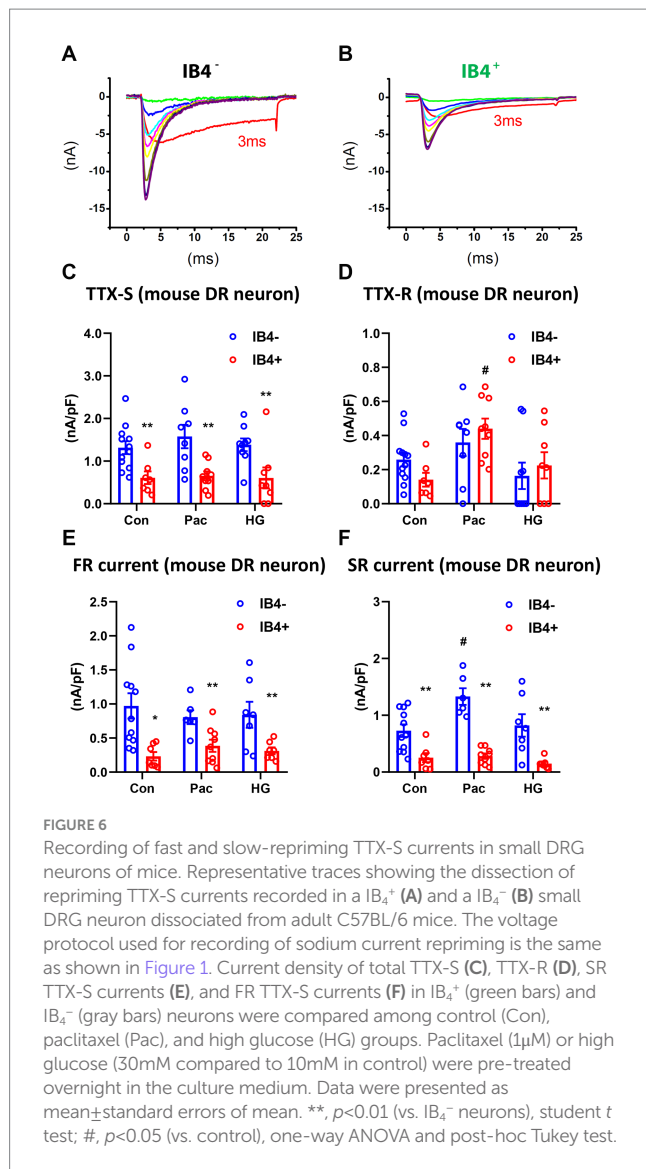 A
B
IB4 -
IB4+
0
-5
-10
-15
(nA)
3ms
0 5 10 15 20 25
(ms)
0
-5
-10
-15
(nA)
3ms
0 5 10 15 20 25
(ms)
C
D
TTX-S (mouse DR neuron)
TTX-R (mouse DR neuron)
4.0
3.0
2.0
1.0
0.0
(nA/pF)
IB4-
IB4+
**
**
**
Con Pac HG
0.8
0.6
0.4
0.2
0.0
(nA/pF)
IB4-
IB4+
#
Con Pac HG
E
F
FR current (mouse DR neuron)
SR current (mouse DR neuron)
2.5
2.0
1.5
1.0
0.5
0.0
(nA/pF)
IB4-
IB4+
*
**
**
Con Pac HG
3
2
1
0
(nA/pF)
IB4-
IB4+
#
**
**
**
Con Pac HG
FIGURE 6
Recording of fast and slow-repriming TTX-S currents in small DRG
neurons of mice. Representative traces showing the dissection of
repriming TTX-S currents recorded in a IB4+ (A) and a IB4− (B) small
DRG neuron dissociated from adult C57BL/6 mice. The voltage
protocol used for recording of sodium current repriming is the same
as shown in Figure 1. Current density of total TTX-S (C), TTX-R (D), SR
TTX-S currents (E), and FR TTX-S currents (F) in IB4+ (green bars) and
IB4− (gray bars) neurons were compared among control (Con),
paclitaxel (Pac), and high glucose (HG) groups. Paclitaxel (1μM) or high
glucose (30mM compared to 10mM in control) were pre-treated
overnight in the culture medium. Data were presented as
mean±standard errors of mean. **, p<0.01 (vs. IB4− neurons), student t
test; #, p<0.05 (vs. control), one-way ANOVA and post-hoc Tukey test.